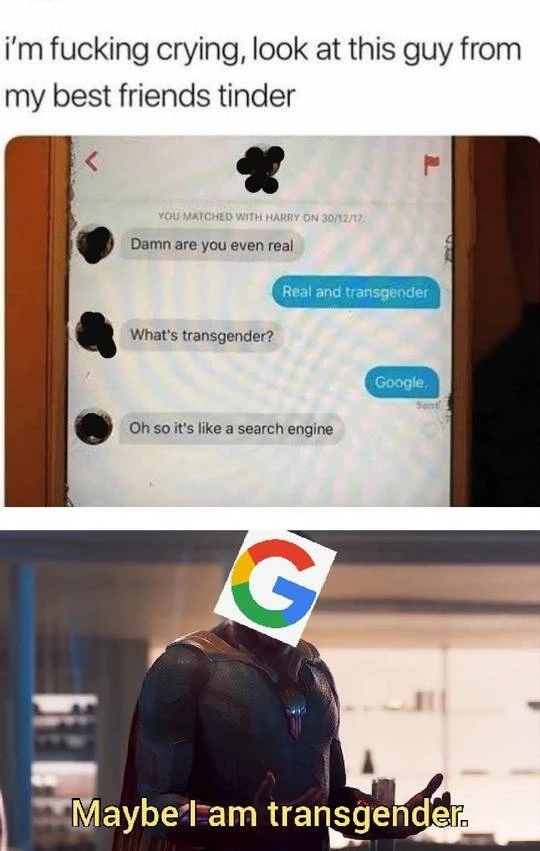 i'm fucking crying, look at this guy from
my best friends tinder
YOU MATCHED WITH HARRY ON 30/12/17.
Damn are you even real
Real and transgender
What's transgender?
Google.
Sent
Oh so it's like a search engine
G
Maybe I am transgender.